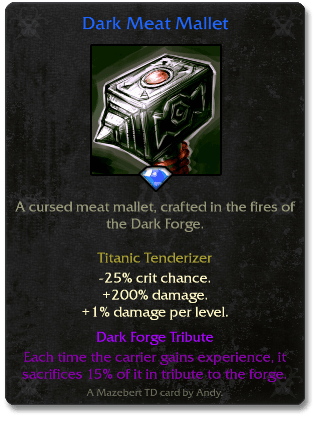 Dark Meat Mallet
A cursed meat mallet, crafted in the fires of
the Dark Forge.
Titanic Tenderizer
-25% crit chance.
+200% damage.
+1% damage per level.
Dark Forge Tribute
Each time the carrier gains experience, it
sacrifices 15% of it in tribute to the forge.
A Mazebert TD card by Andy.